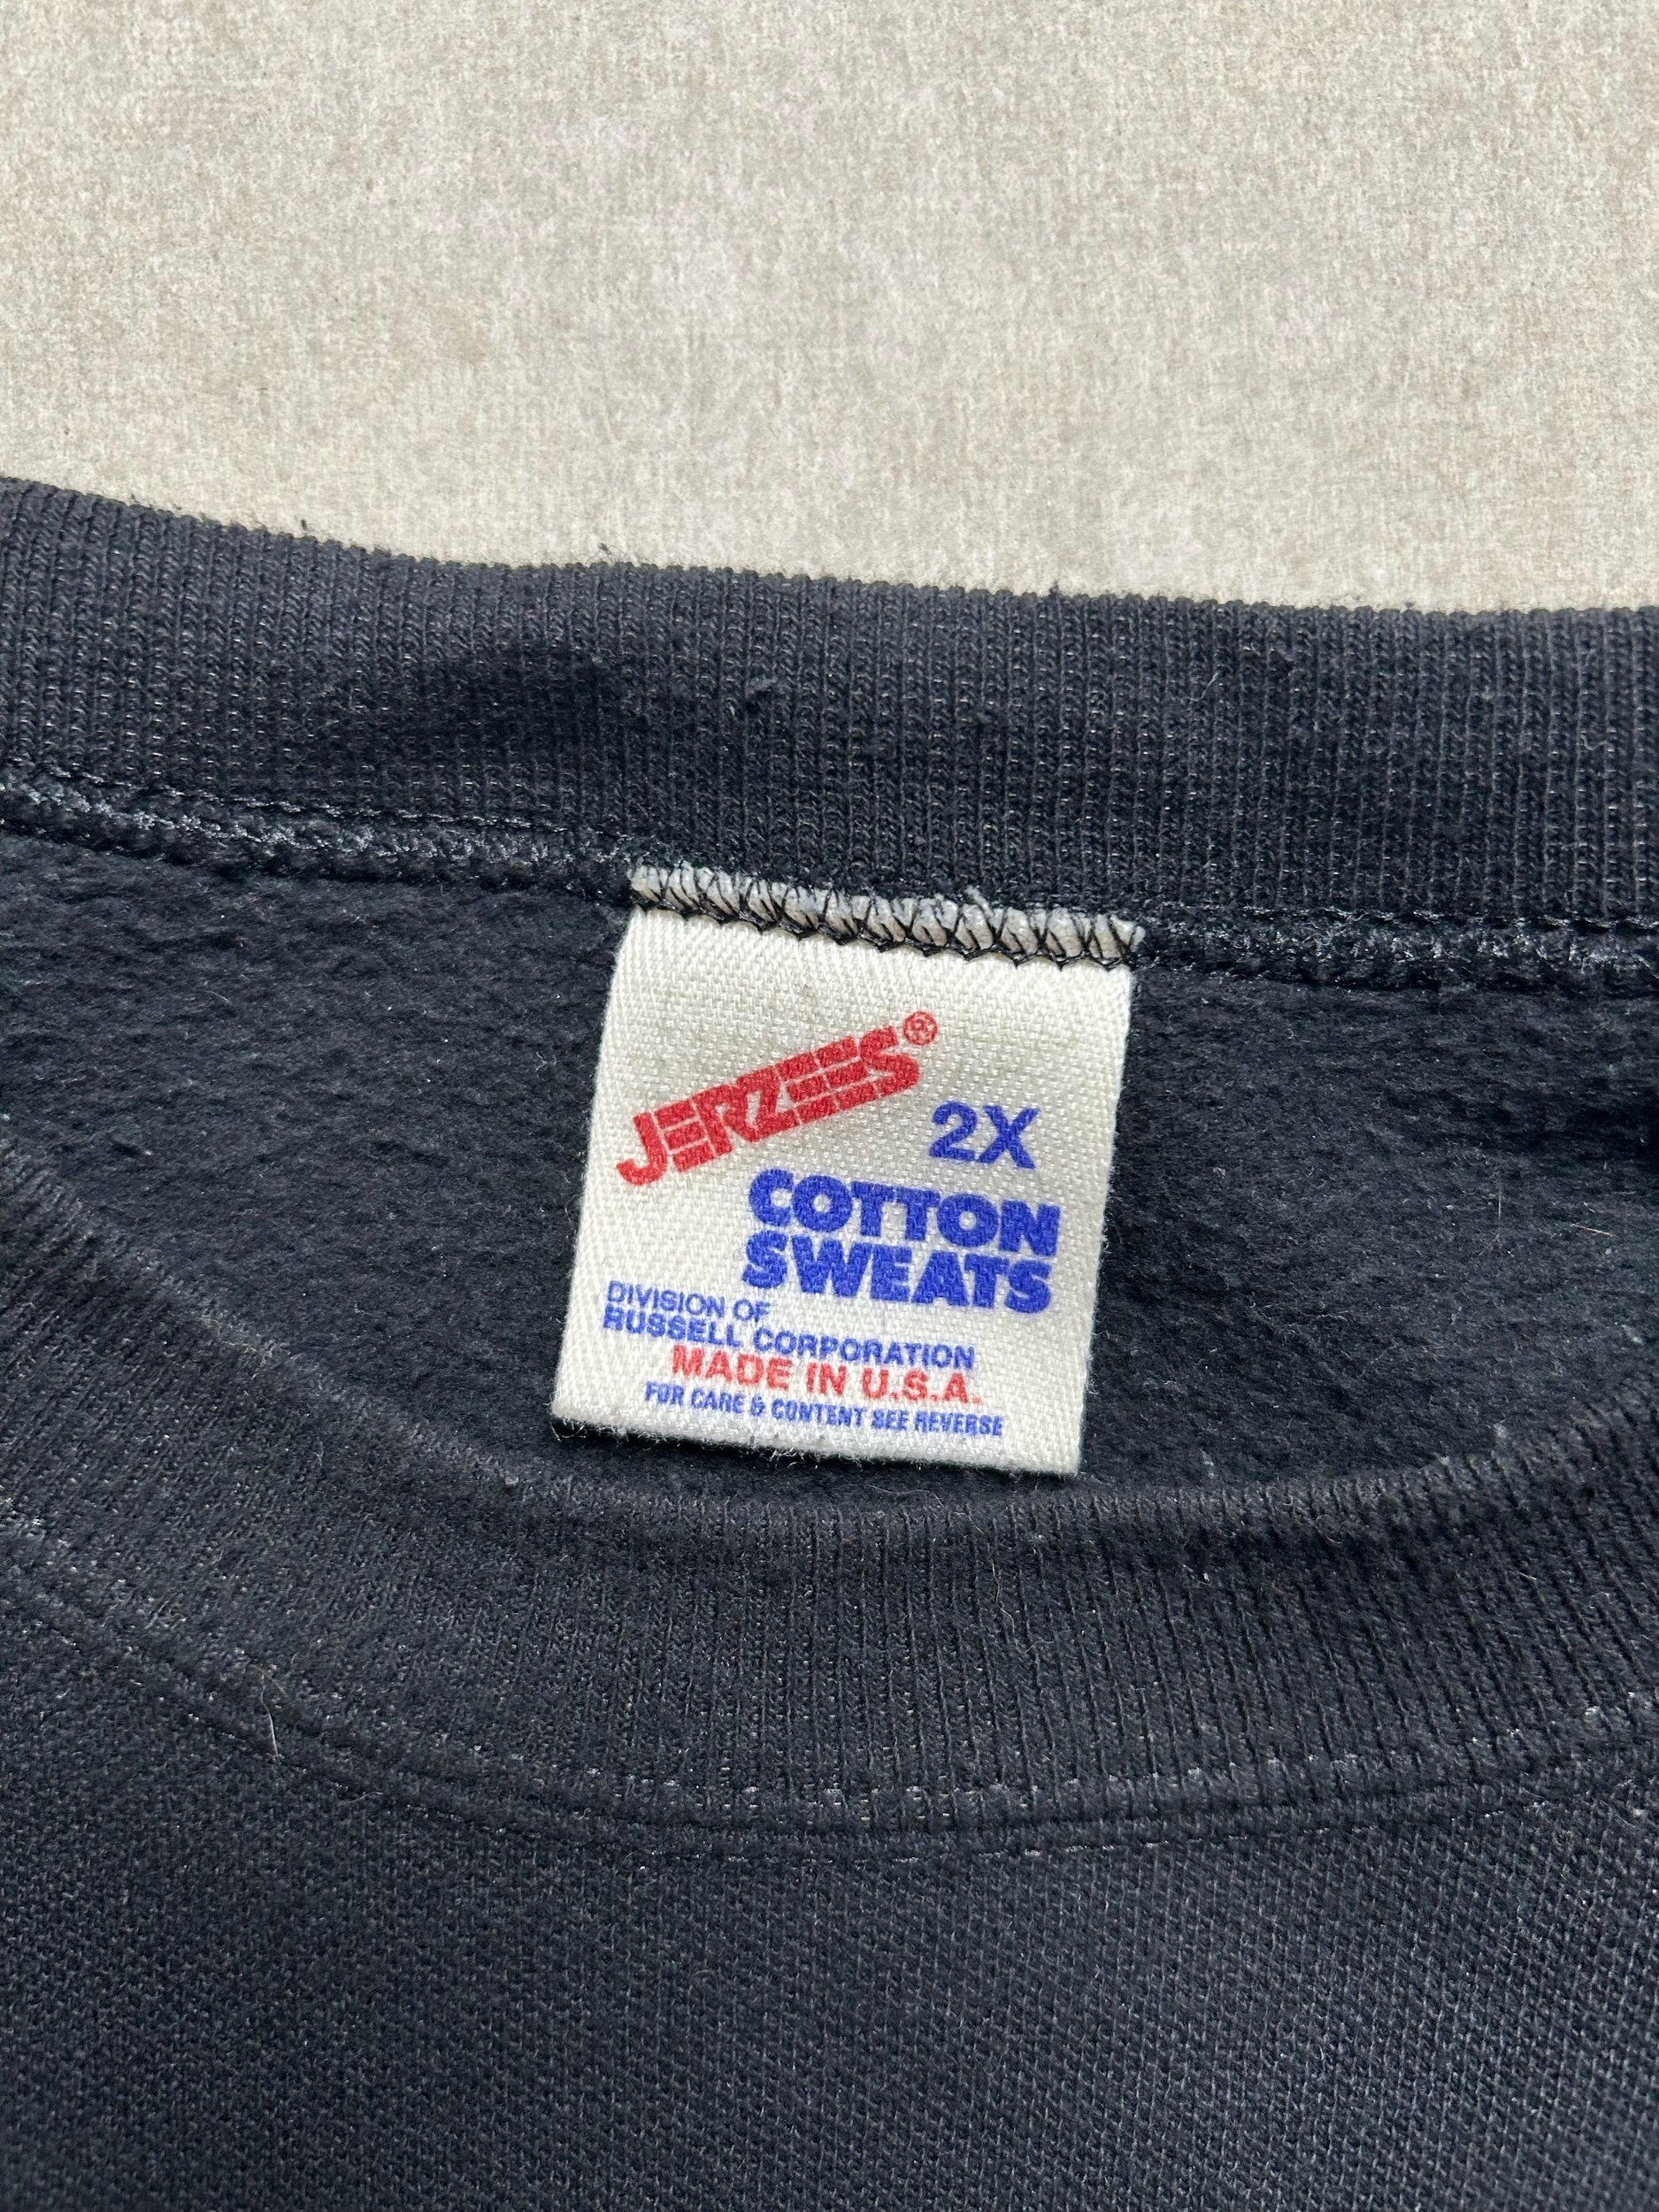 JERZEES®
2X
COTTON
SWEATS
DIVISION OF
RUSSELL CORPORATION
MADE IN U.S.A.
FOR CARE & CONTENT SEE REVERSE